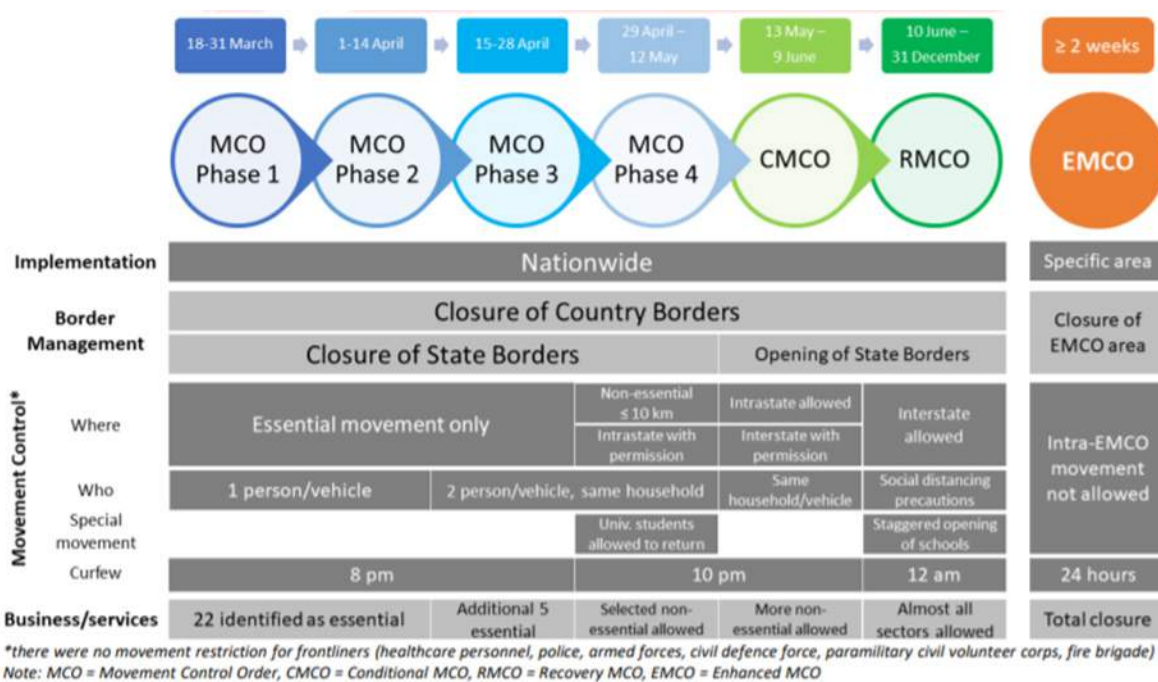 18-31 March
1-14 April
15-28 April
29 April –
12 May
13 May –
9 June
10 June –
31 December
≥ 2 weeks
MCO
Phase 1
MCO
Phase 2
MCO
Phase 3
MCO
Phase 4
CMCO
RMCO
EMCO
Implementation
Nationwide
Specific area
Border
Management
Closure of Country Borders
Closure of State Borders
Opening of State Borders
Closure of
EMCO area
Movement Control*
Where
Essential movement only
Non-essential
≤ 10 km
Intrastate with
permission
Intrastate allowed
Interstate with
permission
Interstate
allowed
Intra-EMCO
movement
not allowed
Who
1 person/vehicle
2 person/vehicle, same household
Same
household/vehicle
Social distancing
precautions
Special
movement
Univ. students
allowed to return
Staggered opening
of schools
Curfew
8 pm
10 pm
12 am
24 hours
Business/services
22 identified as essential
Additional 5
essential
Selected non-
essential allowed
More non-
essential allowed
Almost all
sectors allowed
Total closure
*there were no movement restriction for frontliners (healthcare personnel, police, armed forces, civil defence force, paramilitary civil volunteer corps, fire brigade)
Note: MCO = Movement Control Order, CMCO = Conditional MCO, RMCO = Recovery MCO, EMCO = Enhanced MCO